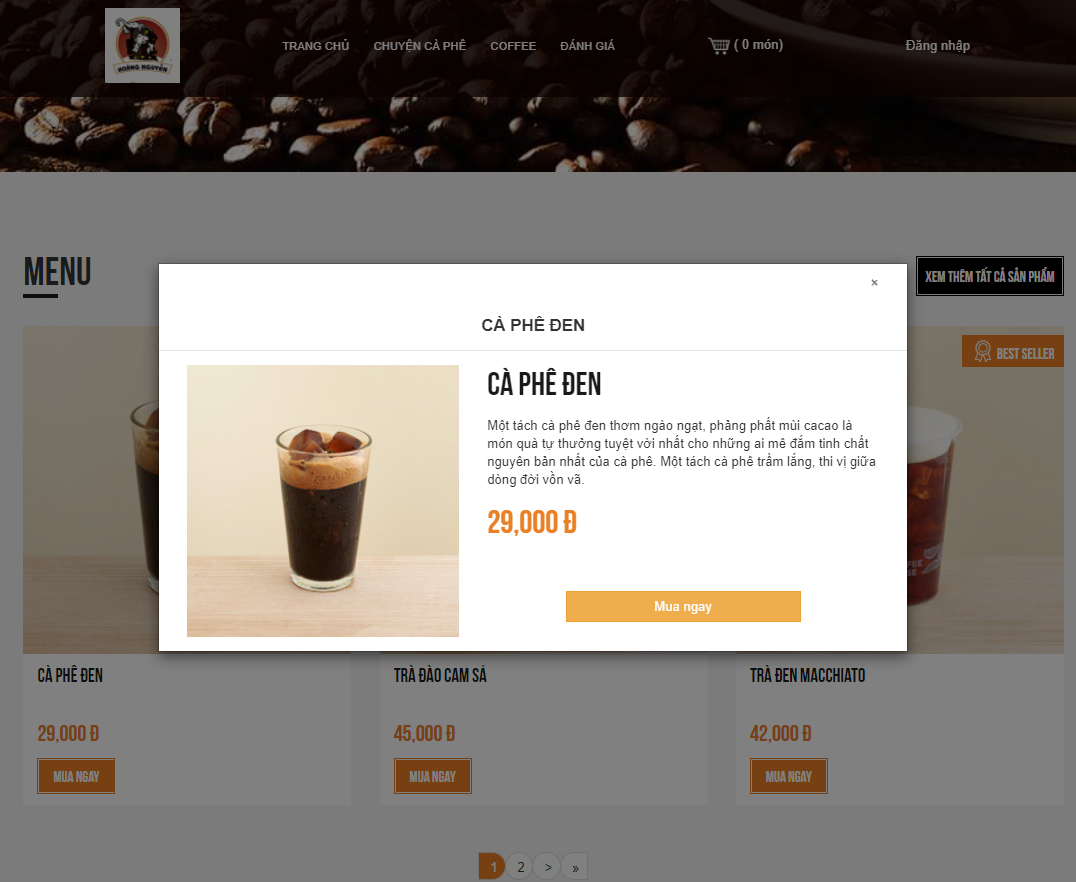 HOÀNG NGUYÊN
TRANG CHỦ
CHUYỆN CÀ PHÊ
COFFEE
ĐÁNH GIÁ
( 0 món)
Đăng nhập
MENU
XEM THÊM TẤT CẢ SẢN PHẨM
×
CÀ PHÊ ĐEN
BEST SELLER
CÀ PHÊ ĐEN
Một tách cà phê đen thơm ngào ngạt, phảng phất mùi cacao là
món quà tự thưởng tuyệt vời nhất cho những ai mê đắm tinh chất
nguyên bản nhất của cà phê. Một tách cà phê trầm lắng, thi vị giữa
dòng đời vồn vã.
29,000 Đ
Mua ngay
CÀ PHÊ ĐEN
29,000 Đ
MUA NGAY
TRÀ ĐÀO CAM SẢ
45,000 Đ
MUA NGAY
TRÀ ĐEN MACCHIATO
42,000 Đ
MUA NGAY
1 2 > »